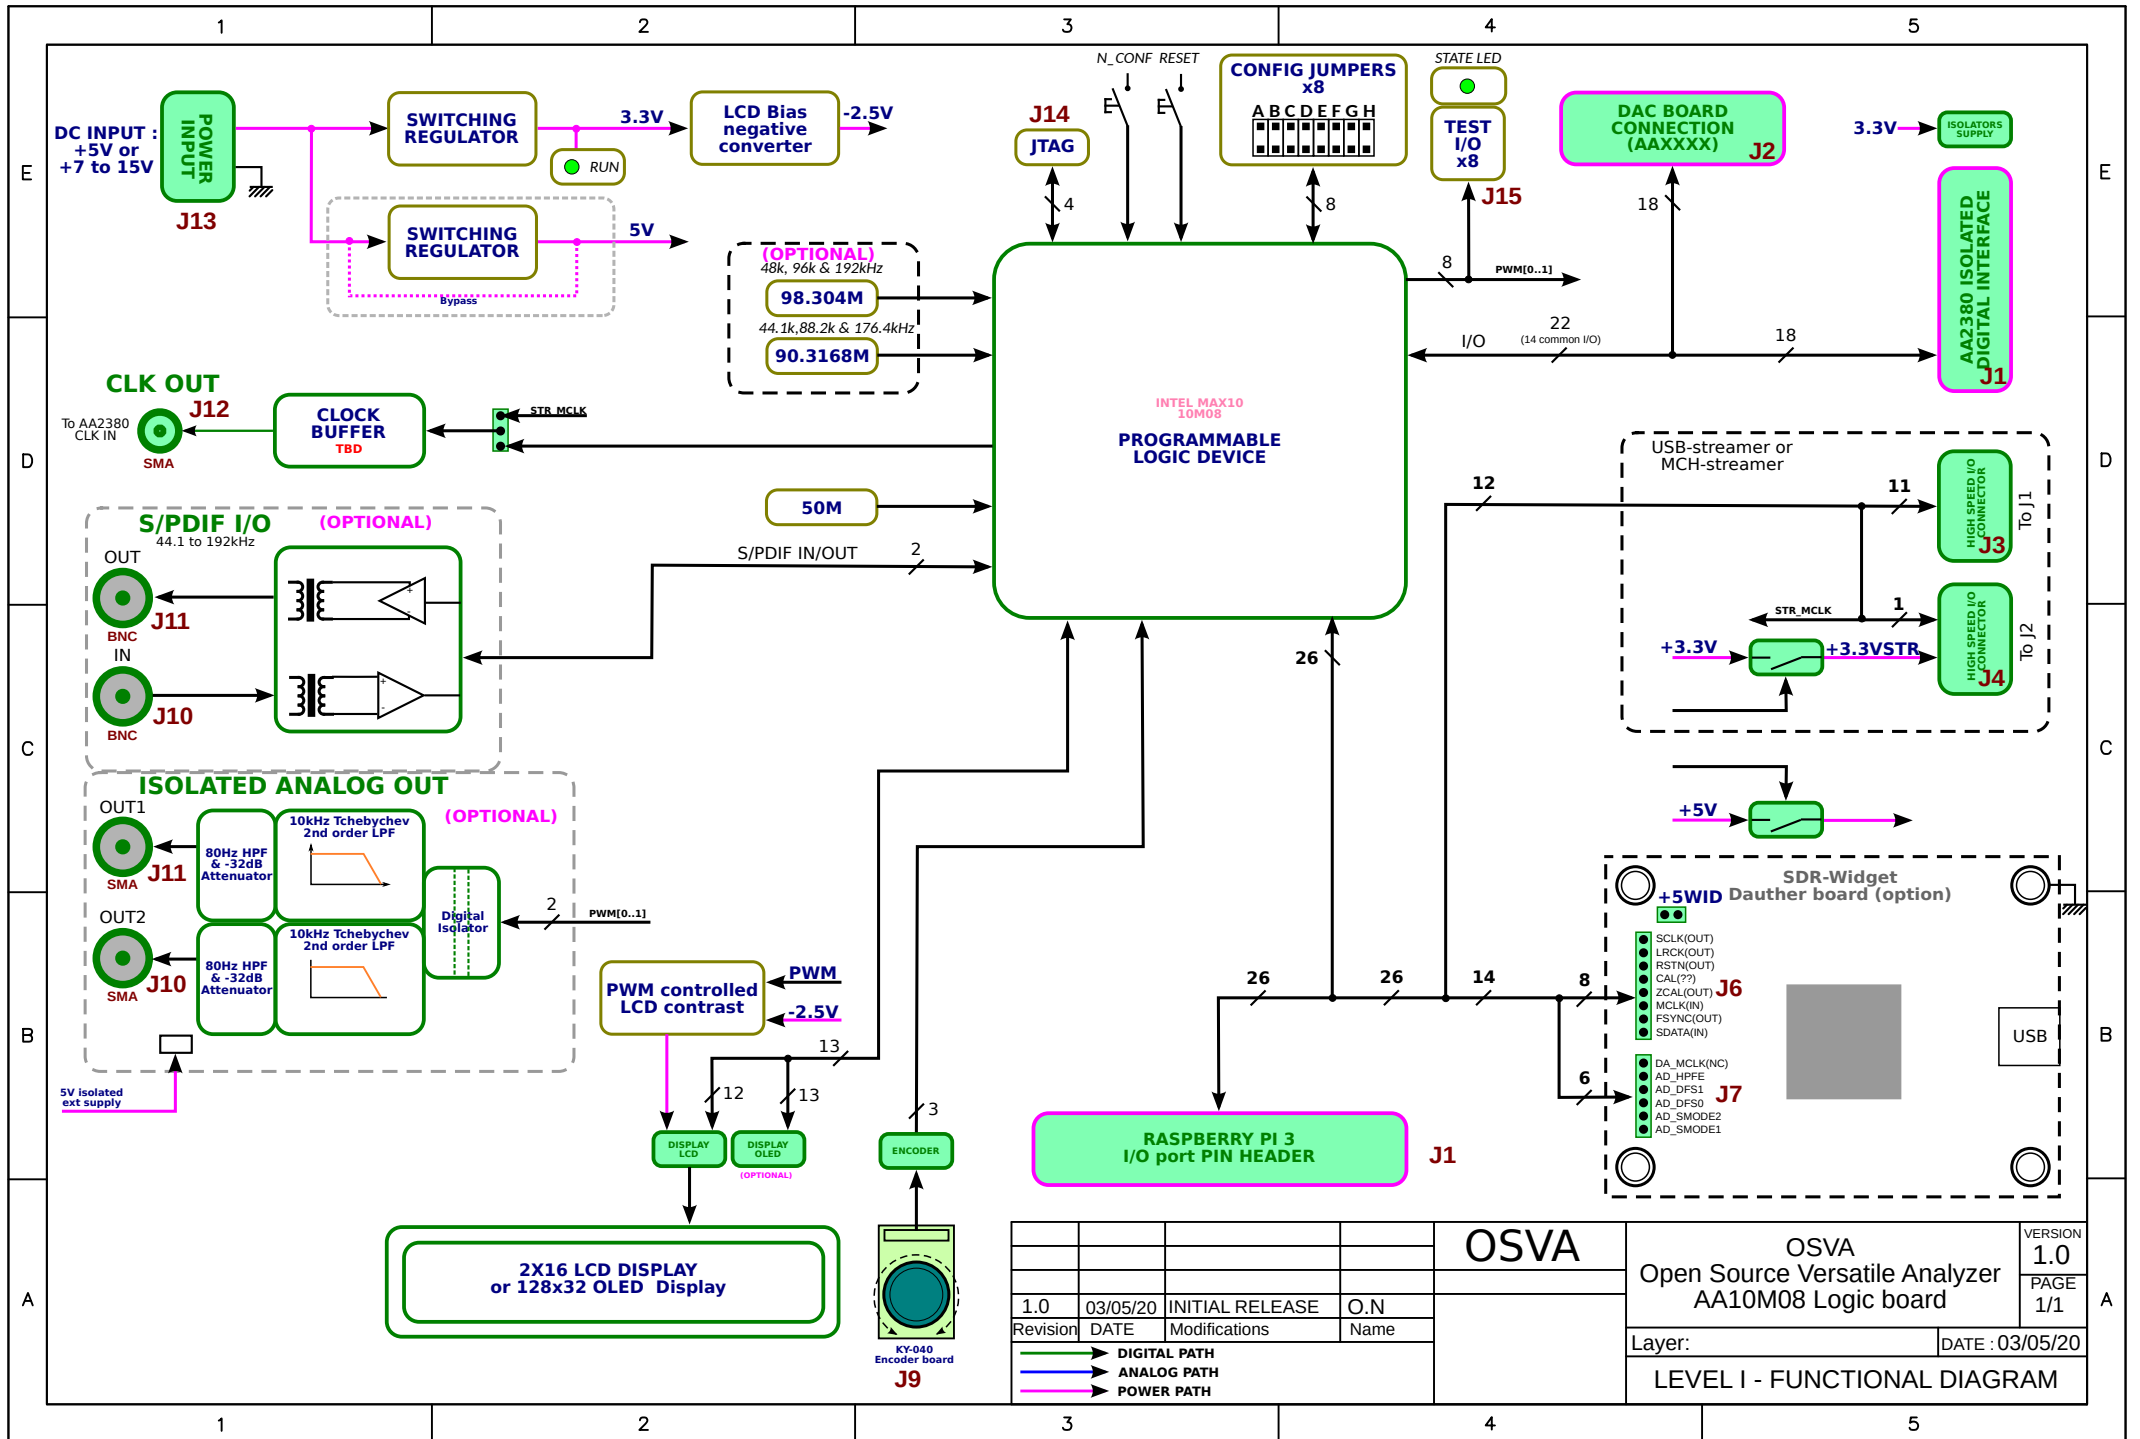 1
2
3
4
5
E
D
C
B
A
E
D
C
B
A
DC INPUT :
+5V or
+7 to 15V
POWER
INPUT
J13
SWITCHING
REGULATOR
3.3V
RUN
LCD Bias
negative
converter
-2.5V
SWITCHING
REGULATOR
5V
Bypass
N_CONF RESET
J14
JTAG
4
CONFIG JUMPERS
x8
A B C D E F G H
8
STATE LED
TEST
I/O
x8
J15
8
PWM[0..1]
DAC BOARD
CONNECTION
(AAXXXX)
J2
18
3.3V
ISOLATORS
SUPPLY
AA2380 ISOLATED
DIGITAL INTERFACE
J1
I/O
22
(14 common I/O)
18
(OPTIONAL)
48k, 96k & 192kHz
98.304M
44.1k,88.2k & 176.4kHz
90.3168M
INTEL MAX10
10M08
PROGRAMMABLE
LOGIC DEVICE
CLK OUT
J12
To AA2380
CLK IN
SMA
CLOCK
BUFFER
TBD
STR_MCLK
50M
S/PDIF IN/OUT
2
S/PDIF I/O
(OPTIONAL)
44.1 to 192kHz
OUT
J11
BNC
IN
J10
BNC
+
-
+
-
USB-streamer or
MCH-streamer
12
11
HIGH SPEED I/O
CONNECTOR
J3
To J1
STR_MCLK
1
HIGH SPEED I/O
CONNECTOR
J4
To J2
+3.3V
+3.3VSTR
+5V
26
ISOLATED ANALOG OUT
(OPTIONAL)
OUT1
J11
SMA
80Hz HPF
& -32dB
Attenuator
10kHz Tchebychev
2nd order LPF
OUT2
J10
SMA
80Hz HPF
& -32dB
Attenuator
10kHz Tchebychev
2nd order LPF
Digital
Isolator
2
PWM[0..1]
5V isolated
ext supply
PWM controlled
LCD contrast
PWM
-2.5V
13
12
13
3
DISPLAY
LCD
DISPLAY
OLED
(OPTIONAL)
ENCODER
2X16 LCD DISPLAY
or 128x32 OLED  Display
KY-040
Encoder board
J9
26
26
14
8
6
RASPBERRY PI 3
I/O port PIN HEADER
J1
SDR-Widget
Dauther board (option)
+5WID
SCLK(OUT)
LRCK(OUT)
RSTN(OUT)
CAL(??)
ZCAL(OUT)
MCLK(IN)
FSYNC(OUT)
SDATA(IN)
J6
DA_MCLK(NC)
AD_HPFE
AD_DFS1
AD_DFS0
AD_SMODE2
AD_SMODE1
J7
USB
1.0
03/05/20
INITIAL RELEASE
O.N
Revision
DATE
Modifications
Name
DIGITAL PATH
ANALOG PATH
POWER PATH
OSVA
OSVA
Open Source Versatile Analyzer
AA10M08 Logic board
VERSION
1.0
PAGE
1/1
Layer:
DATE : 03/05/20
LEVEL I - FUNCTIONAL DIAGRAM
1
2
3
4
5